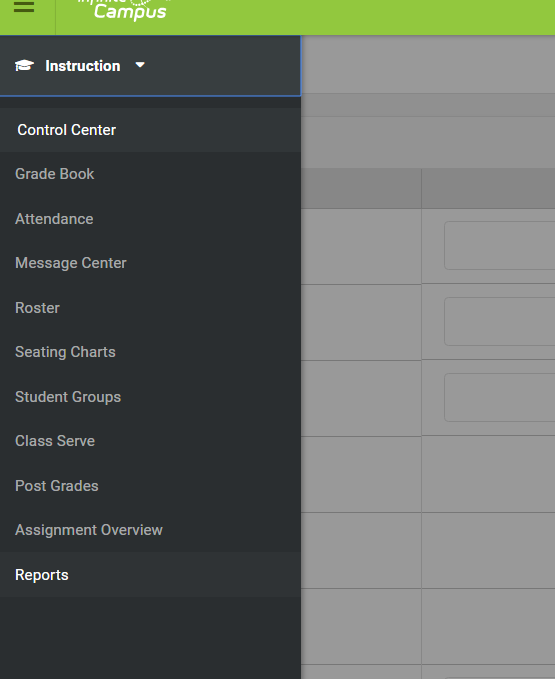 Infinite
Campus
Instruction
Control Center
Grade Book
Attendance
Message Center
Roster
Seating Charts
Student Groups
Class Serve
Post Grades
Assignment Overview
Reports